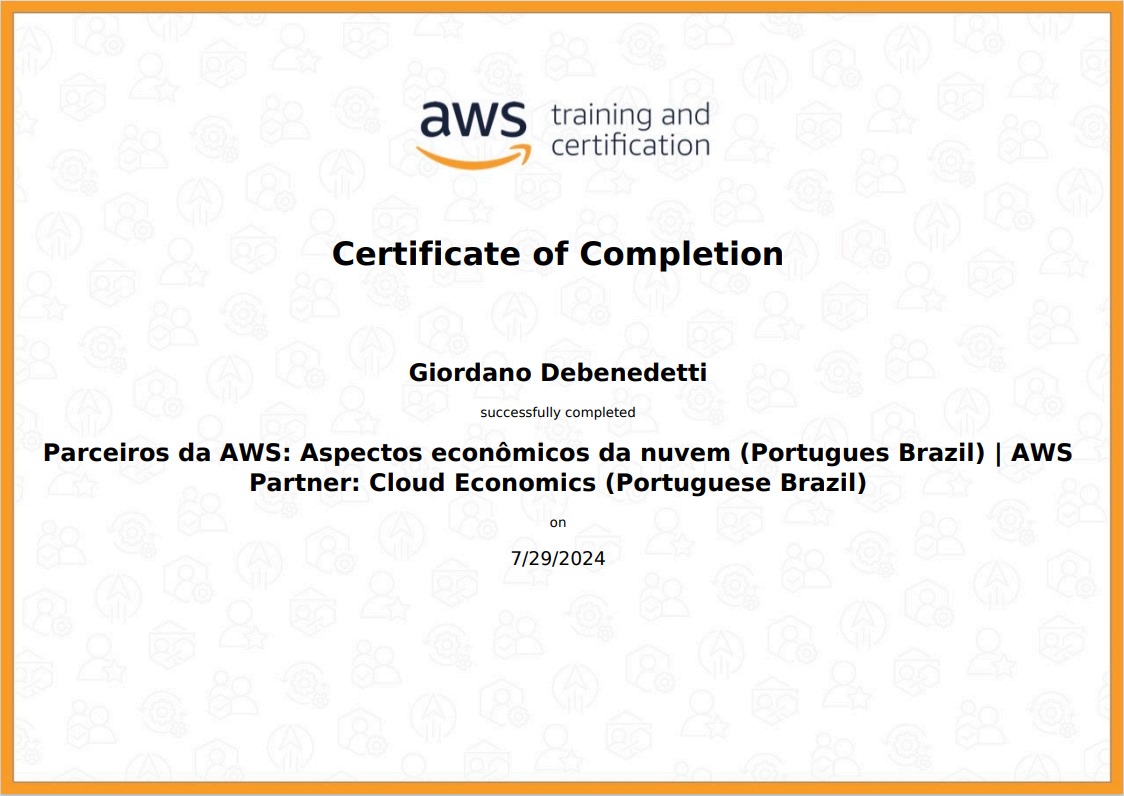 aws training and
certification
Certificate of Completion
Giordano Debenedetti
successfully completed
Parceiros da AWS: Aspectos econômicos da nuvem (Portugues Brazil) | AWS
Partner: Cloud Economics (Portuguese Brazil)
on
7/29/2024